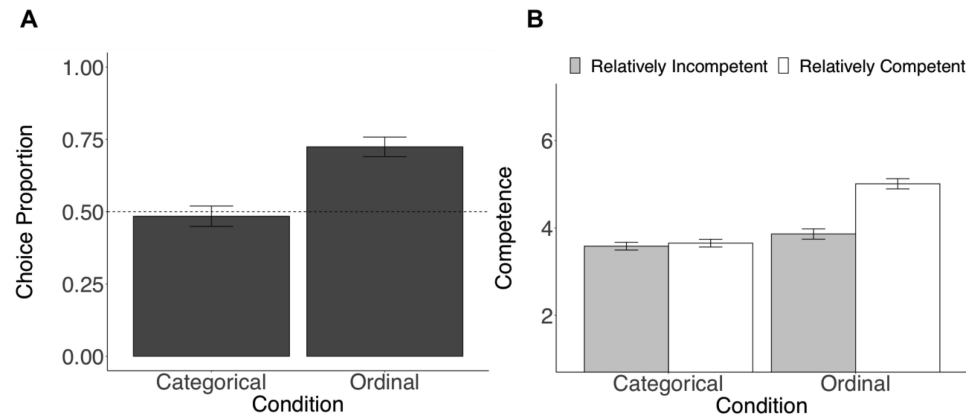 A
Choice Proportion
1.00
0.75
0.50
0.25
0.00
Categorical Ordinal
Condition
B
Relatively Incompetent Relatively Competent
Competence
6
4
2
Categorical Ordinal
Condition